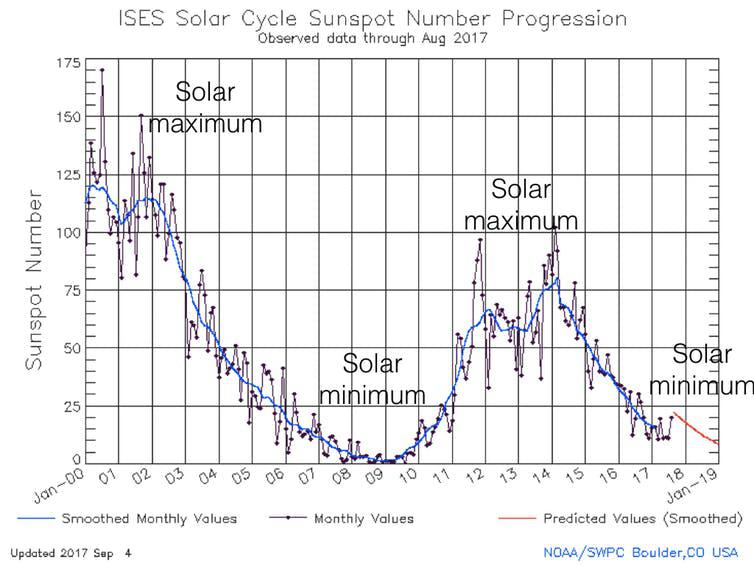 ISES Solar Cycle Sunspot Number Progression
Observed data through Aug 2017
175
150
125
100
75
50
25
0
Sunspot Number
Solar
maximum
Solar
maximum
Solar
minimum
Solar
minimum
Jan-00 01 02 03 04 05 06 07 08 09 10 11 12 13 14 15 16 17 18 Jan-19
Smoothed Monthly Values Monthly Values Predicted Values (Smoothed)
Updated 2017 Sep 4 NOAA/SWPC Boulder,CO USA